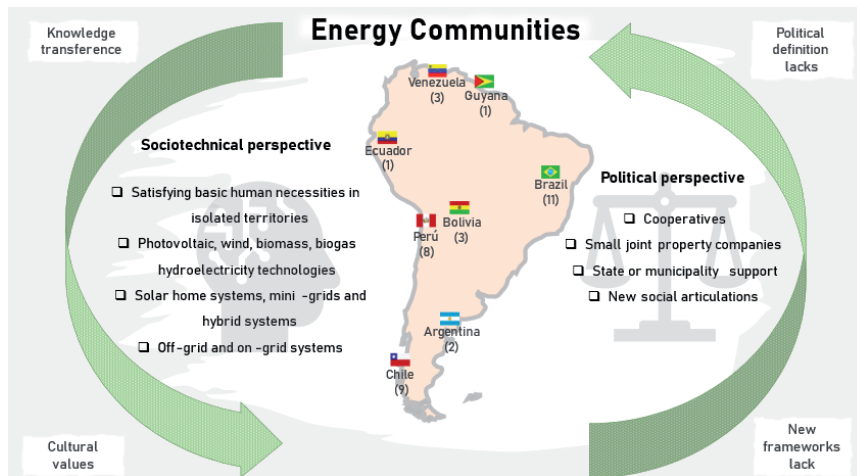 Energy Communities
Knowledge
transference
Political
definition
lacks
Venezuela
(3)
Guyana
(1)
Ecuador
(1)
Brazil
(11)
Bolivia
(3)
Perú
(8)
Argentina
(2)
Chile
(9)
Sociotechnical perspective
❑ Satisfying basic human necessities in
isolated territories
❑ Photovoltaic, wind, biomass, biogas
hydroelectricity technologies
❑ Solar home systems, mini -grids and
hybrid systems
❑ Off-grid and on -grid systems
Political perspective
❑ Cooperatives
❑ Small joint property companies
❑ State or municipality support
❑ New social articulations
Cultural
values
New
frameworks
lack